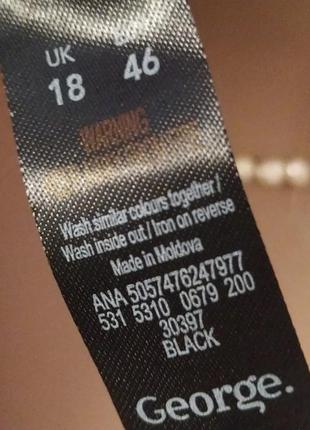 UK
18 46
WARNING
Wash similar colours together /
Wash inside out / Iron on reverse
Made in Moldova
ANA 5057476247977
531 5310 0679 200
30397
BLACK
George.